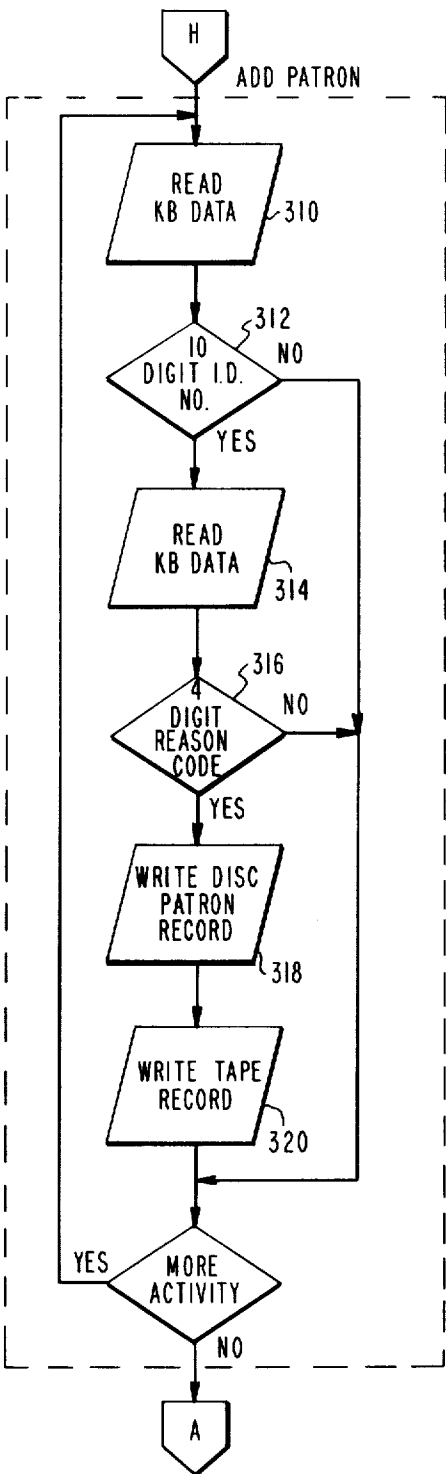 H
ADD PATRON
READ
KB DATA
310
312
10
DIGIT I.D.
NO.
NO
YES
READ
KB DATA
314
316
4
DIGIT
REASON
CODE
NO
YES
WRITE DISC
PATRON
RECORD
318
WRITE TAPE
RECORD
320
YES
MORE
ACTIVITY
NO
A